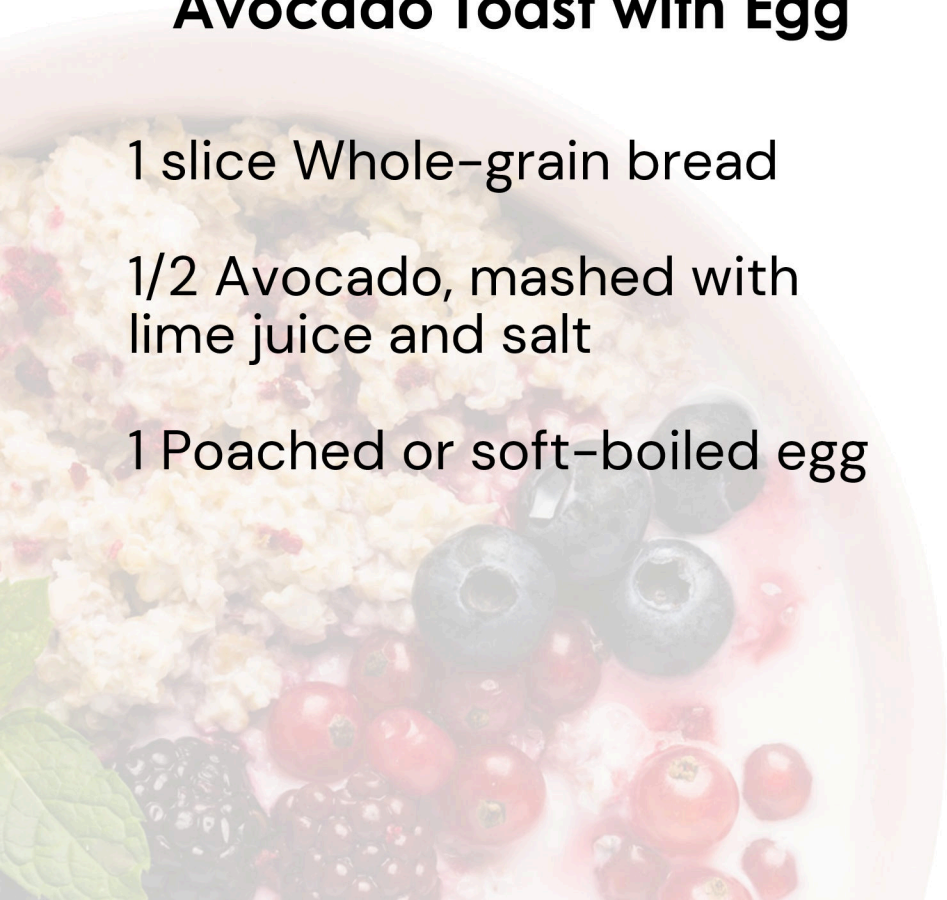 Avocado Toast with Egg
1 slice Whole-grain bread
1/2 Avocado, mashed with
lime juice and salt
1 Poached or soft-boiled egg